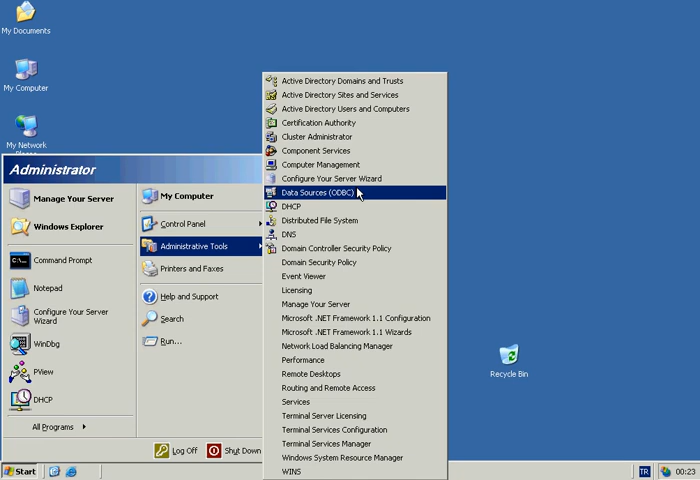 My Documents
My Computer
My Network
Administrator
Manage Your Server
Windows Explorer
Command Prompt
Notepad
Configure Your Server
Wizard
WinDbg
PView
DHCP
All Programs
My Computer
Control Panel
Administrative Tools
Printers and Faxes
Help and Support
Search
Run...
Log Off
Shut Down
Active Directory Domains and Trusts
Active Directory Sites and Services
Active Directory Users and Computers
Certification Authority
Cluster Administrator
Component Services
Computer Management
Configure Your Server Wizard
Data Sources (ODBC)
DHCP
Distributed File System
DNS
Domain Controller Security Policy
Domain Security Policy
Event Viewer
Licensing
Manage Your Server
Microsoft .NET Framework 1.1 Configuration
Microsoft .NET Framework 1.1 Wizards
Network Load Balancing Manager
Performance
Remote Desktops
Routing and Remote Access
Services
Terminal Server Licensing
Terminal Services Configuration
Terminal Services Manager
Windows System Resource Manager
WINS
Recycle Bin
Start
TR
00:23